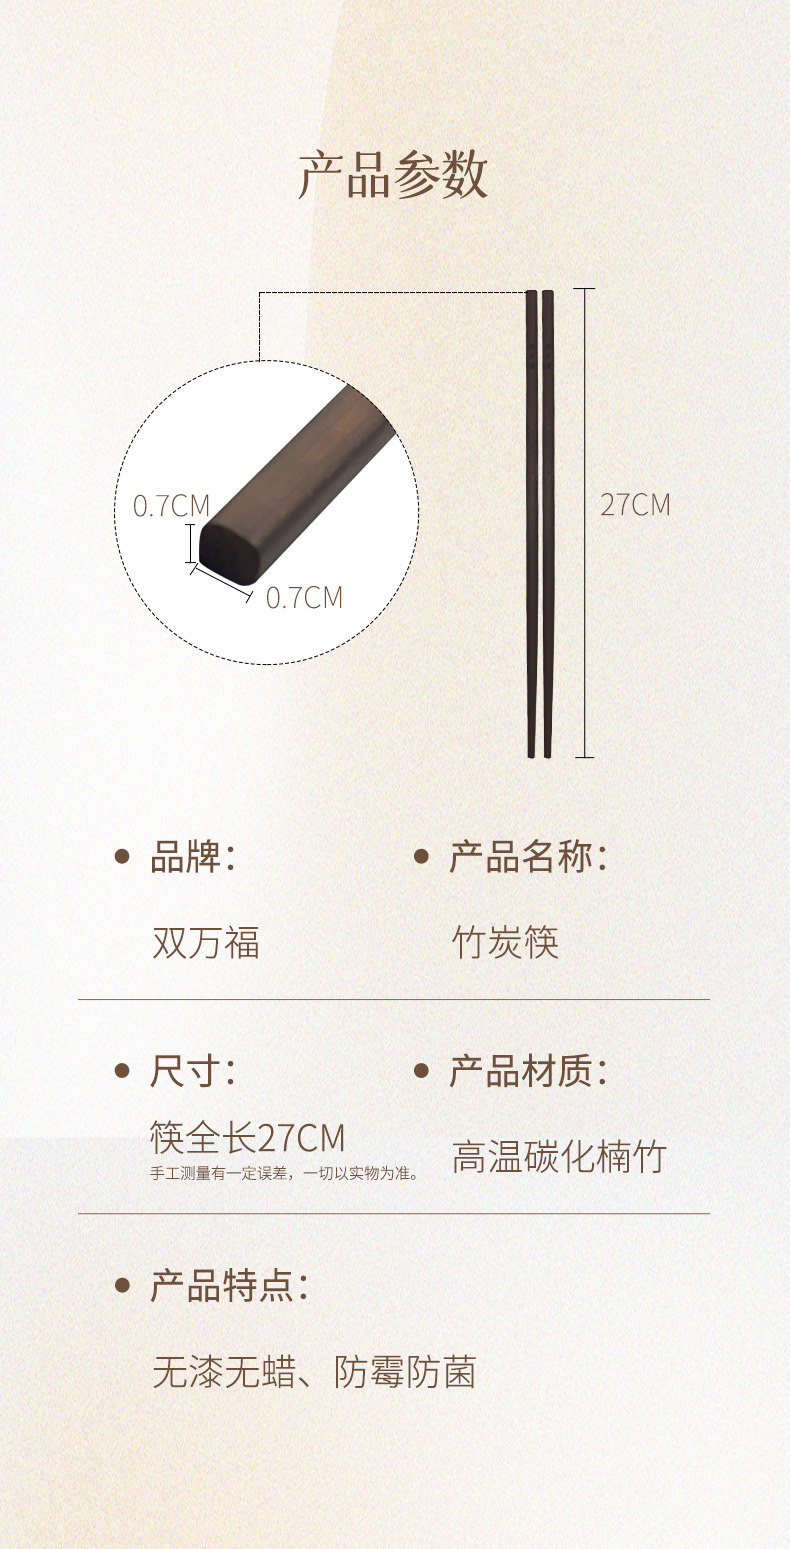 产品参数
0.7CM
27CM
0.7CM
品牌：
产品名称：
双万福
竹炭筷
尺寸：
产品材质：
筷全长27CM
高温碳化楠竹
手工测量有一定误差，一切以实物为准。
产品特点：
无漆无蜡、防霉防菌